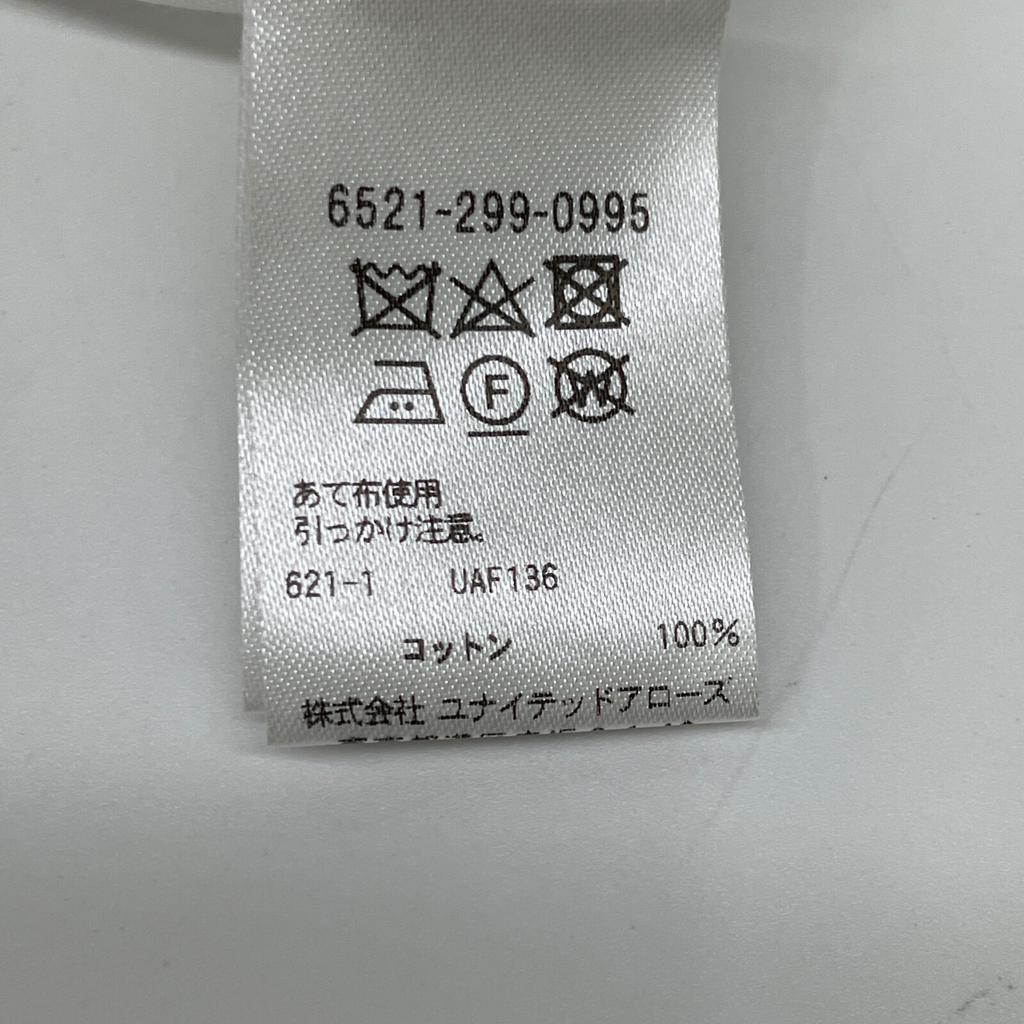 6521-299-0995
F
W
あて布使用
引っかけ注意。
621-1 UAF136
コットン 100%
株式会社 ユナイテッドアローズ